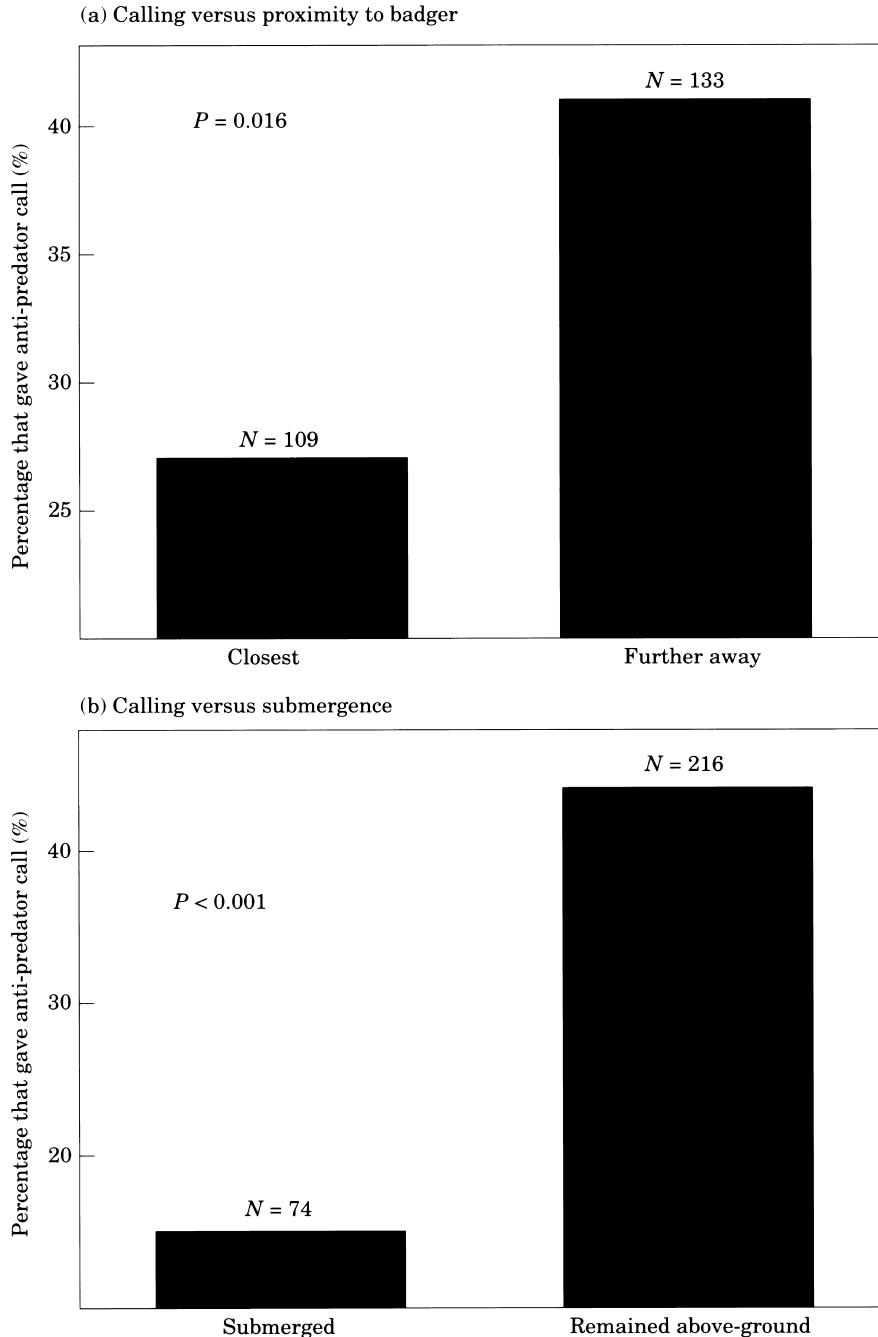 (a) Calling versus proximity to badger
Percentage that gave anti-predator call (%)
40
35
30
25
P = 0.016
N = 109
N = 133
Closest
Further away
(b) Calling versus submergence
Percentage that gave anti-predator call (%)
40
30
20
P < 0.001
N = 74
N = 216
Submerged
Remained above-ground